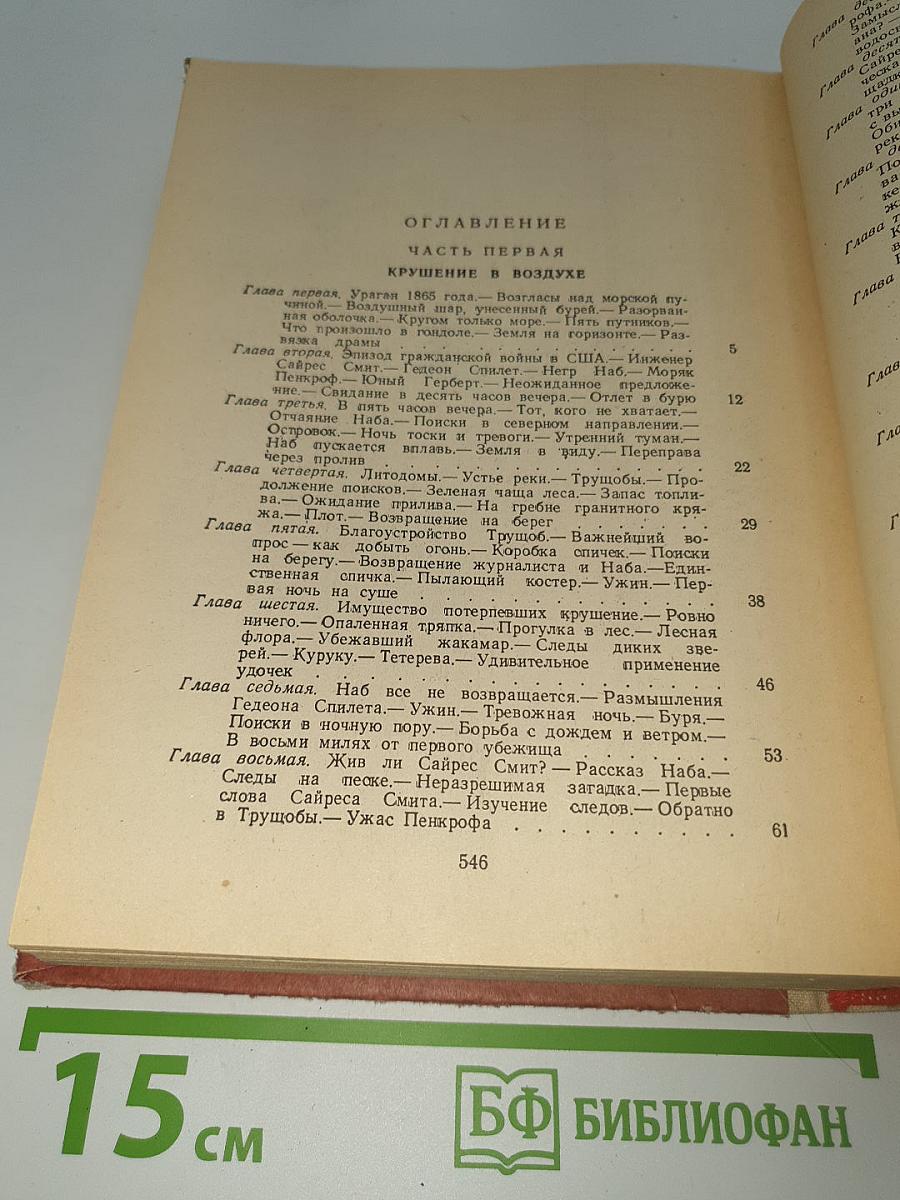 ОГЛАВЛЕНИЕ
ЧАСТЬ ПЕРВАЯ
КРУШЕНИЕ В ВОЗДУХЕ
Глава первая. Ураган 1865 года.— Возгласы над морской пу-
чиной.— Воздушный шар, унесенный бурей.— Разорван-
ная оболочка.— Кругом только море.— Пять путников.—
Что произошло в гондоле.— Земля на горизонте.— Раз-
вязка драмы . . . . . . . . . . . . 5
Глава вторая. Эпизод гражданской войны в США.— Инженер
Сайрес Смит.— Гедеон Спилет.— Негр Наб.— Моряк
Пенкроф.— Юный Герберт.— Неожиданное предложе-
ние.— Свидание в десять часов вечера.— Отлет в бурю 12
Глава третья. В пять часов вечера.— Тот, кого не хватает.—
Отчаяние Наба.— Поиски в северном направлении.—
Островок.— Ночь тоски и тревоги.— Утренний туман.—
Наб пускается вплавь.— Земля в виду.— Переправа
через пролив . . . . . . . . . . . . 22
Глава четвертая. Литодомы.— Устье реки.— Трущобы.— Про-
должение поисков.— Зеленая чаща леса.— Запас топли-
ва.— Ожидание прилива.— На гребне гранитного кря-
жа.— Плот.— Возвращение на берег . . . . . . 29
Глава пятая. Благоустройство Трущоб.— Важнейший во-
прос — как добыть огонь.— Коробка спичек.— Поиски
на берегу.— Возвращение журналиста и Наба.—Един-
ственная спичка.— Пылающий костер.— Ужин.— Пер-
вая ночь на суше . . . . . . . . . . . 38
Глава шестая. Имущество потерпевших крушение.— Ровно
ничего.— Опаленная тряпка.— Прогулка в лес.— Лесная
флора.— Убежавший жакамар.— Следы диких зве-
рей.— Куруку.— Тетерева.— Удивительное применение
удочек . . . . . . . . . . . . . . 46
Глава седьмая. Наб все не возвращается.— Размышления
Гедеона Спилета.— Ужин.— Тревожная ночь.— Буря.—
Поиски в ночную пору.— Борьба с дождем и ветром.—
В восьми милях от первого убежища . . . . . . 53
Глава восьмая. Жив ли Сайрес Смит? — Рассказ Наба.—
Следы на песке.— Неразрешимая загадка.— Первые
слова Сайреса Смита.— Изучение следов.— Обратно
в Трущобы.— Ужас Пенкрофа . . . . . . . . . . 61
546
15 см
БФ БИБЛИОФАН